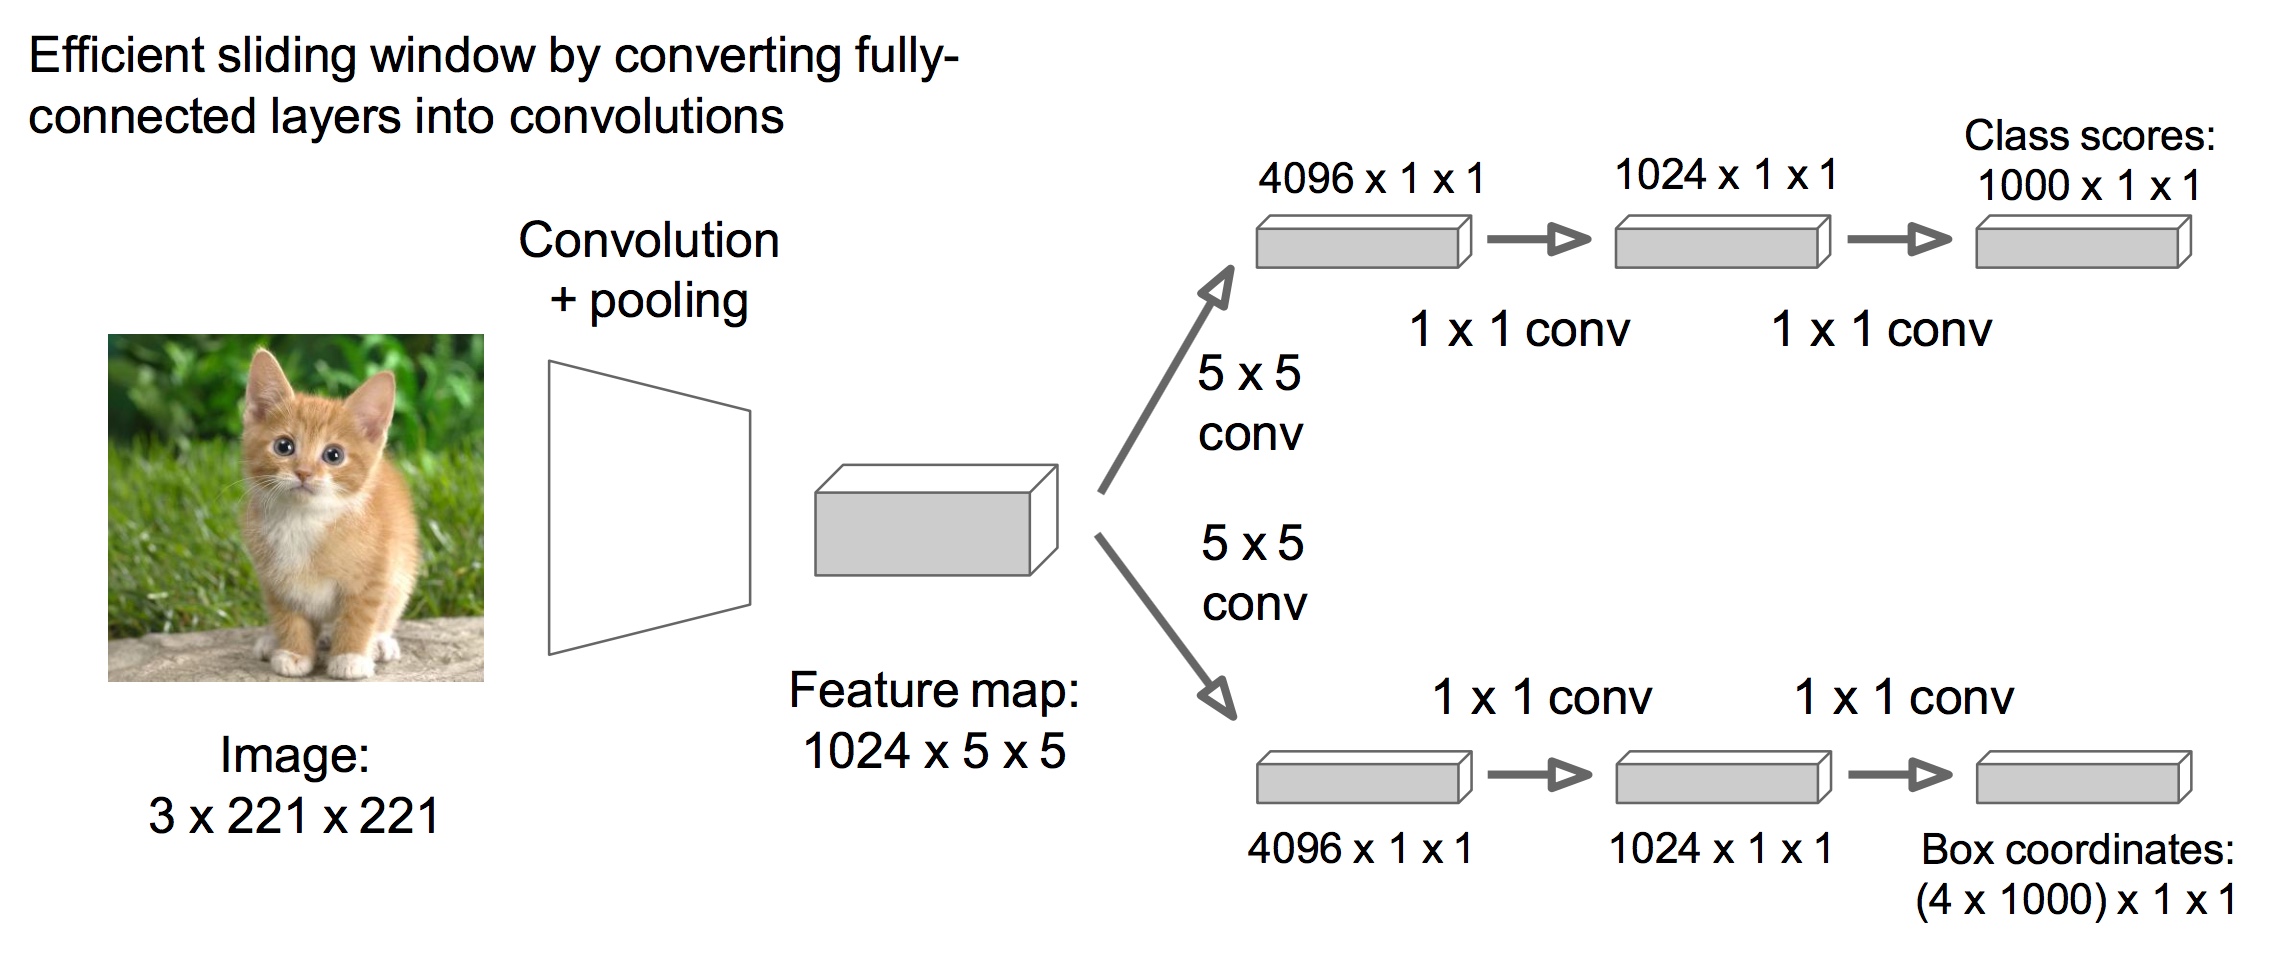 Efficient sliding window by converting fully-
connected layers into convolutions
Convolution
+ pooling
Image:
3 x 221 x 221
Feature map:
1024 x 5 x 5
5 x 5
conv
4096 x 1 x 1
1 x 1 conv
1024 x 1 x 1
1 x 1 conv
Class scores:
1000 x 1 x 1
5 x 5
conv
4096 x 1 x 1
1 x 1 conv
1024 x 1 x 1
1 x 1 conv
Box coordinates:
(4 x 1000) x 1 x 1